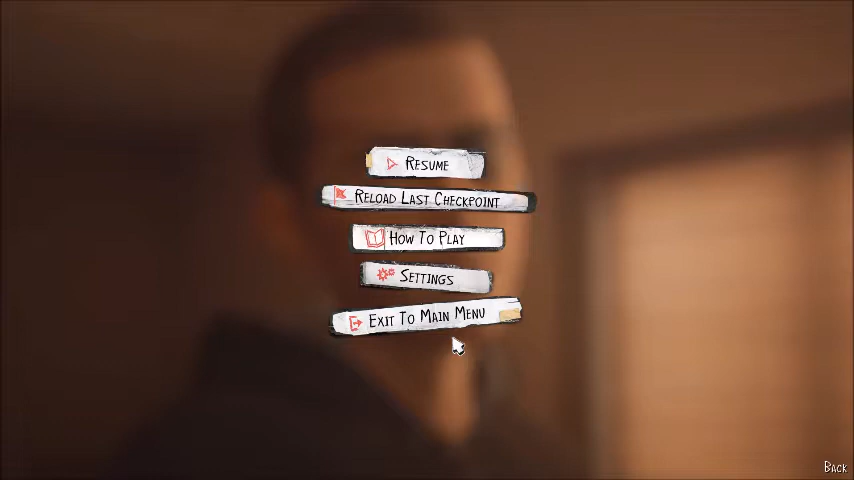 Resume
Reload Last Checkpoint
How To Play
Settings
Exit To Main Menu
Back